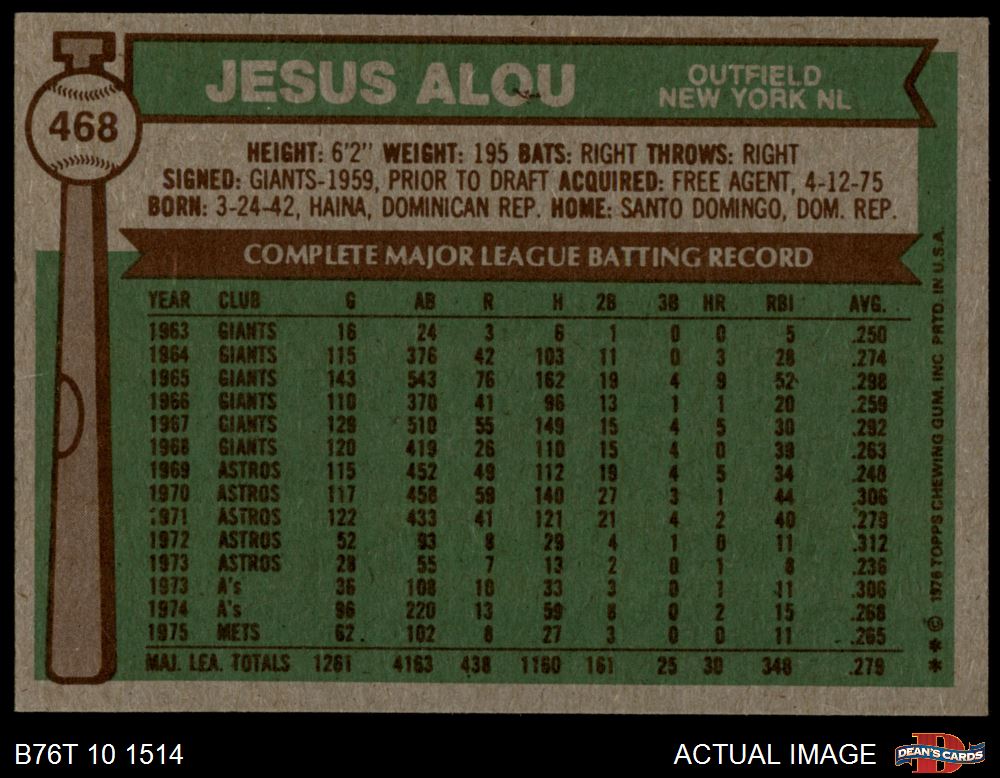 JESUS ALOU
OUTFIELD
NEW YORK NL
468
HEIGHT: 6'2" WEIGHT: 195 BATS: RIGHT THROWS: RIGHT
SIGNED: GIANTS-1959, PRIOR TO DRAFT ACQUIRED: FREE AGENT, 4-12-75
BORN: 3-24-42, HAINA, DOMINICAN REP. HOME: SANTO DOMINGO, DOM. REP.
COMPLETE MAJOR LEAGUE BATTING RECORD
YEAR CLUB G AB R H 2B 3B HR RBI AVG.
1963 GIANTS 16 24 3 6 1 0 0 5 .250
1964 GIANTS 115 376 42 103 11 0 3 28 .274
1965 GIANTS 143 543 76 162 19 4 9 52 .298
1966 GIANTS 110 370 41 96 13 1 1 20 .259
1967 GIANTS 129 510 55 149 15 4 5 30 .292
1968 GIANTS 120 419 26 110 15 4 0 39 .263
1969 ASTROS 115 452 49 112 19 4 5 34 .248
1970 ASTROS 117 458 59 140 27 3 1 44 .306
1971 ASTROS 122 433 41 121 21 4 2 40 .279
1972 ASTROS 52 93 8 29 4 1 0 11 .312
1973 ASTROS 28 55 7 13 2 0 1 8 .236
1973 A's 36 108 10 33 3 0 1 11 .306
1974 A's 96 220 13 59 8 0 2 15 .268
1975 METS 62 102 8 27 3 0 0 11 .265
MAJ. LEA. TOTALS 1261 4163 438 1160 161 25 30 348 .279
* * © 1976 TOPPS CHEWING GUM, INC PRTD. IN U.S.A.
B76T 10 1514
ACTUAL IMAGE
DEAN'S CARDS